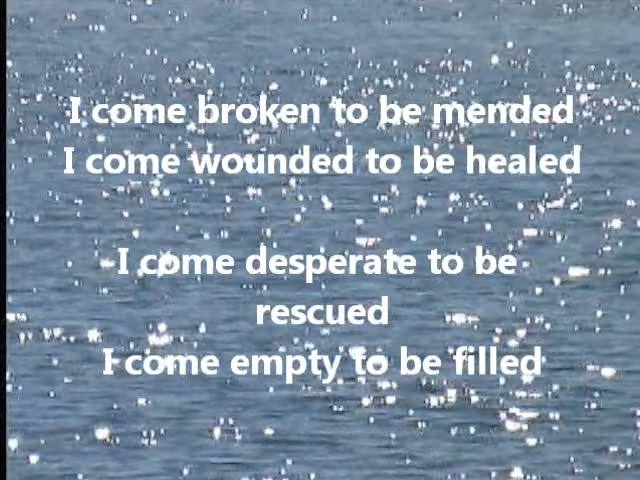 I come broken to be mended
I come wounded to be healed
I come desperate to be
rescued
I come empty to be filled